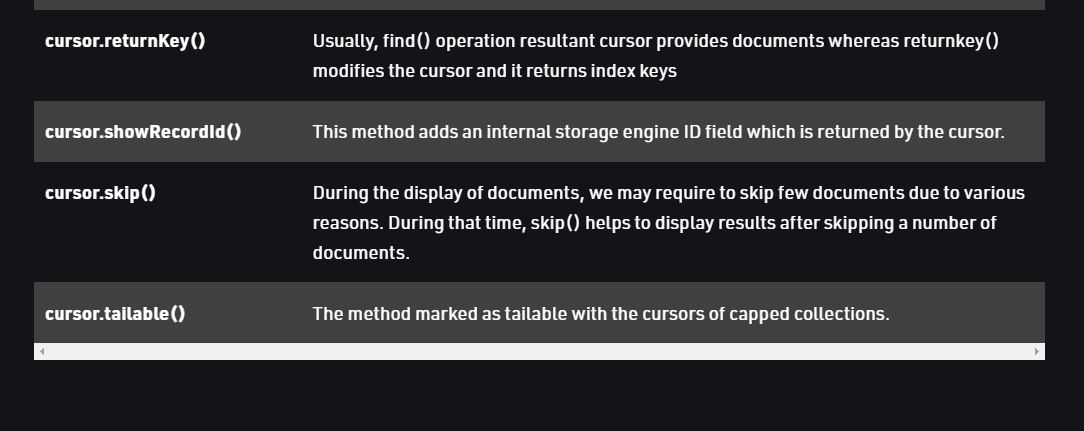 cursor.returnKey()
Usually, find() operation resultant cursor provides documents whereas returnkey()
modifies the cursor and it returns index keys
cursor.showRecordId()
This method adds an internal storage engine ID field which is returned by the cursor.
cursor.skip()
During the display of documents, we may require to skip few documents due to various
reasons. During that time, skip() helps to display results after skipping a number of
documents.
cursor.tailable()
The method marked as tailable with the cursors of capped collections.